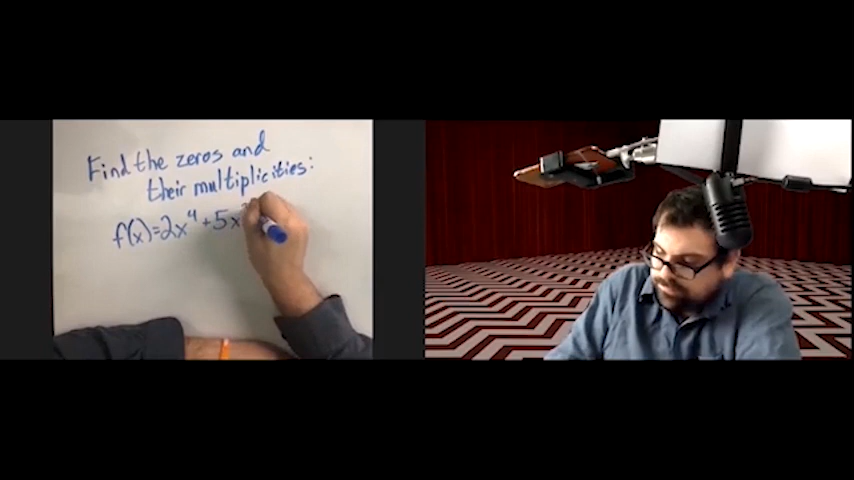 Find the zeros and
their multiplicities:
f(x)=2x⁴+5x